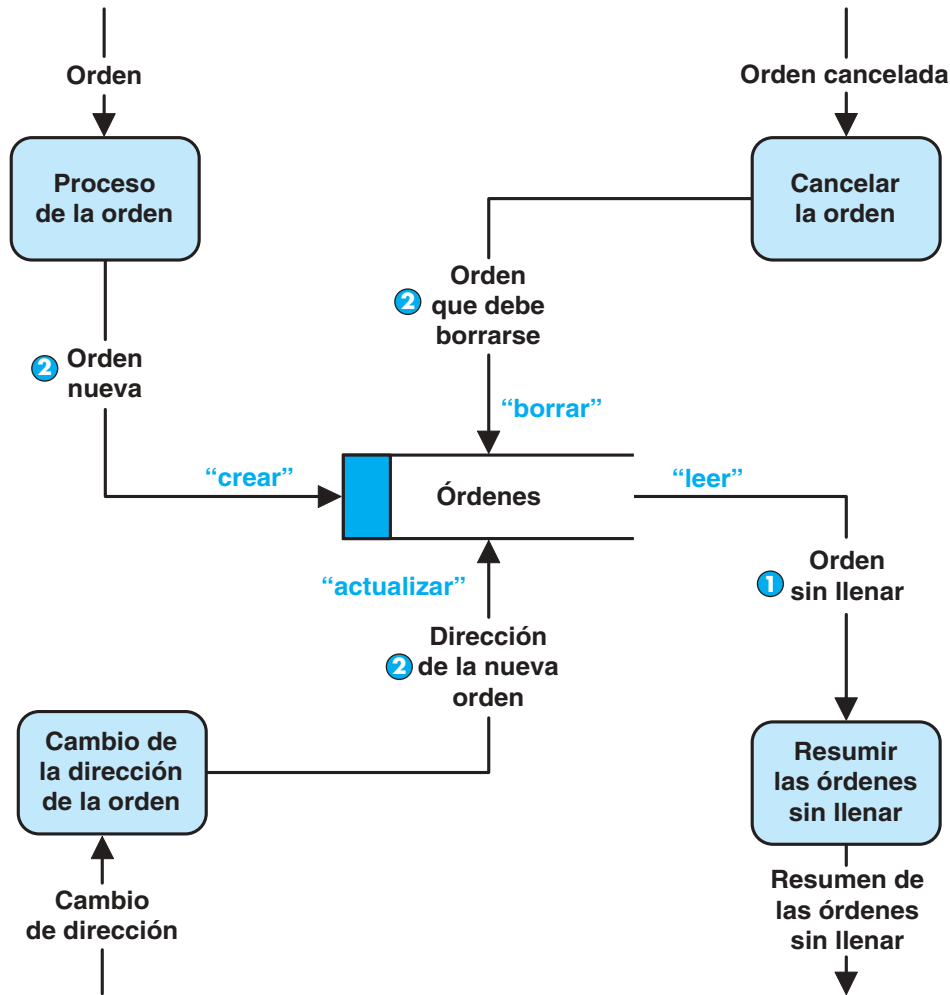 Orden
Orden cancelada
Proceso
de la orden
Cancelar
la orden
Orden
2 que debe
borrarse
2 Orden
nueva
“borrar”
“crear”
Órdenes
“leer”
“actualizar”
Orden
1 sin llenar
Dirección
2 de la nueva
orden
Cambio de
la dirección
de la orden
Resumir
las órdenes
sin llenar
Cambio
de dirección
Resumen de
las órdenes
sin llenar